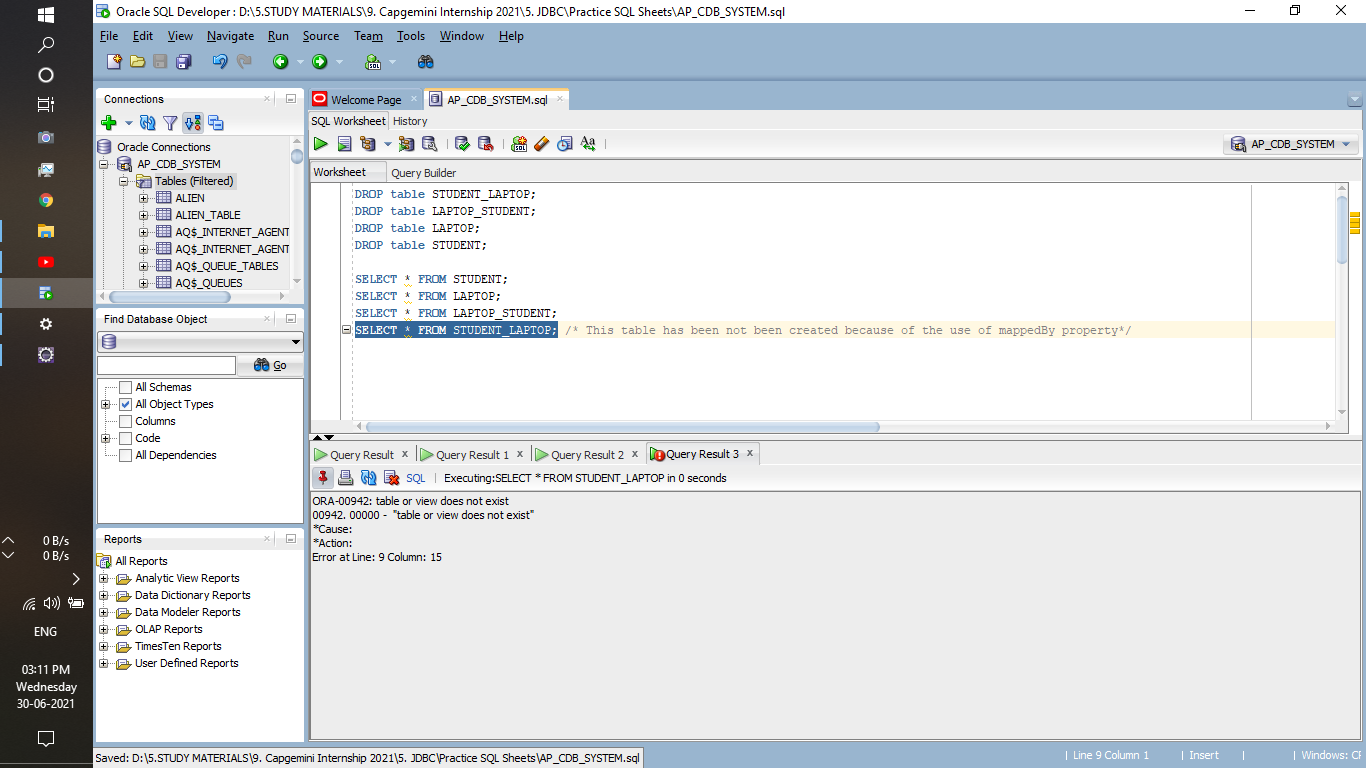 Oracle SQL Developer : D:\5.STUDY MATERIALS\9. Capgemini Internship 2021\5. JDBC\Practice SQL Sheets\AP_CDB_SYSTEM.sql
File Edit View Navigate Run Source Team Tools Window Help
Connections
Oracle Connections
AP_CDB_SYSTEM
Tables (Filtered)
ALIEN
ALIEN_TABLE
AQ$_INTERNET_AGENT
AQ$_INTERNET_AGENT
AQ$_QUEUE_TABLES
AQ$_QUEUES
Find Database Object
Go
All Schemas
All Object Types
Columns
Code
All Dependencies
Reports
All Reports
Analytic View Reports
Data Dictionary Reports
Data Modeler Reports
OLAP Reports
TimesTen Reports
User Defined Reports
Welcome Page
AP_CDB_SYSTEM.sql
SQL Worksheet History
Aa
AP_CDB_SYSTEM
Worksheet Query Builder
DROP table STUDENT_LAPTOP;
DROP table LAPTOP_STUDENT;
DROP table LAPTOP;
DROP table STUDENT;
SELECT * FROM STUDENT;
SELECT * FROM LAPTOP;
SELECT * FROM LAPTOP_STUDENT;
SELECT * FROM STUDENT_LAPTOP; /* This table has been not been created because of the use of mappedBy property*/
Query Result x Query Result 1 x Query Result 2 x Query Result 3 x
SQL | Executing:SELECT * FROM STUDENT_LAPTOP in 0 seconds
ORA-00942: table or view does not exist
00942. 00000 - "table or view does not exist"
*Cause:
*Action:
Error at Line: 9 Column: 15
0 B/s
0 B/s
ENG
03:11 PM
Wednesday
30-06-2021
Saved: D:\5.STUDY MATERIALS\9. Capgemini Internship 2021\5. JDBC\Practice SQL Sheets\AP_CDB_SYSTEM.sql
Line 9 Column 1 | Insert | | Windows: CF